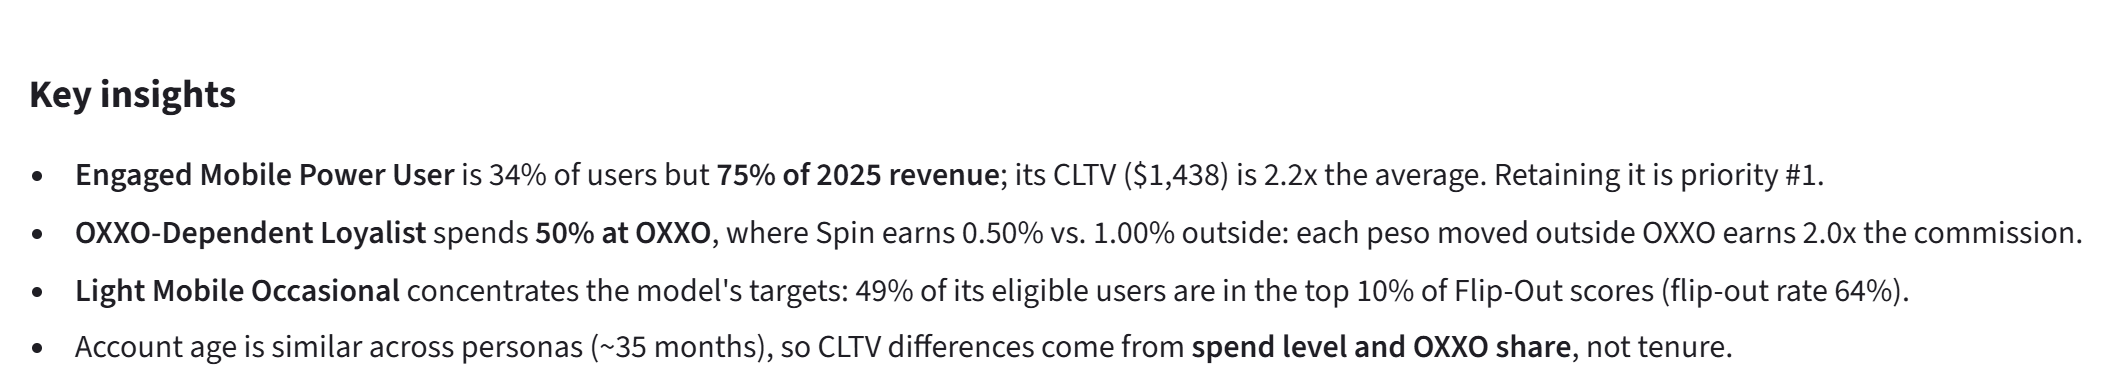 Key insights
• Engaged Mobile Power User is 34% of users but 75% of 2025 revenue; its CLTV ($1,438) is 2.2x the average. Retaining it is priority #1.
• OXXO-Dependent Loyalist spends 50% at OXXO, where Spin earns 0.50% vs. 1.00% outside: each peso moved outside OXXO earns 2.0x the commission.
• Light Mobile Occasional concentrates the model's targets: 49% of its eligible users are in the top 10% of Flip-Out scores (flip-out rate 64%).
• Account age is similar across personas (~35 months), so CLTV differences come from spend level and OXXO share, not tenure.